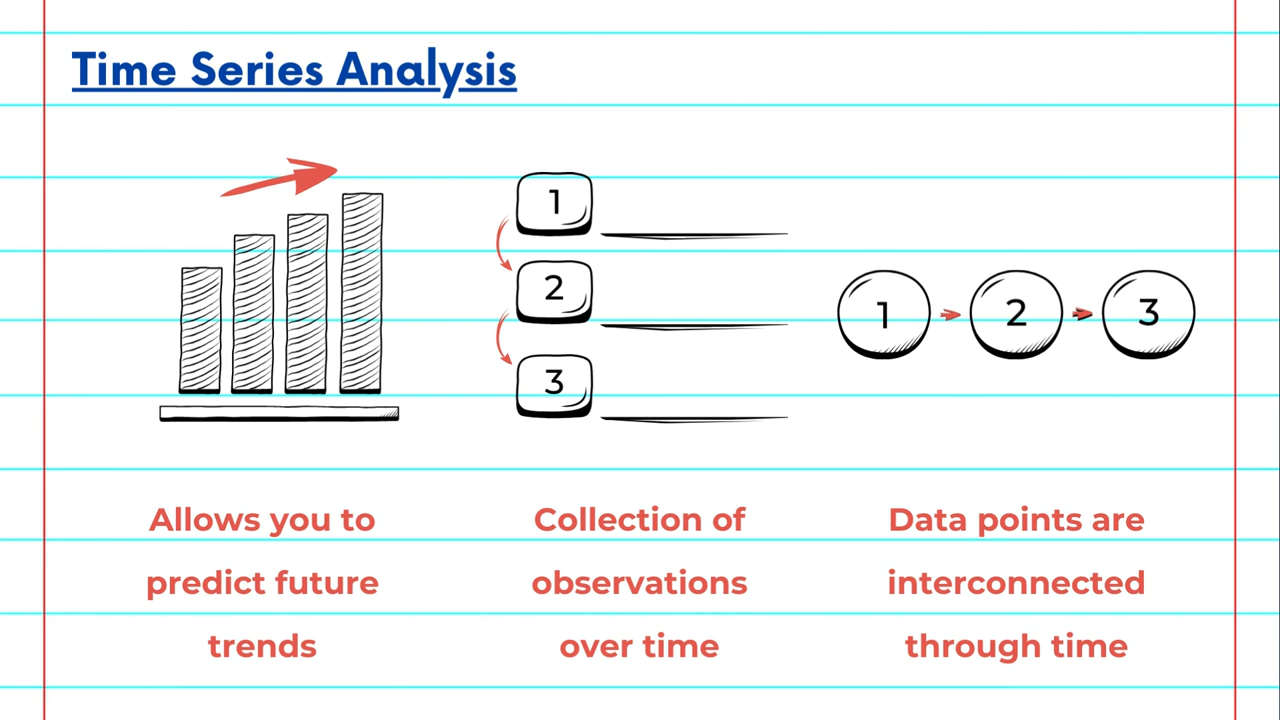 Time Series Analysis
1
2
3
1
2
3
Allows you to
predict future
trends
Collection of
observations
over time
Data points are
interconnected
through time